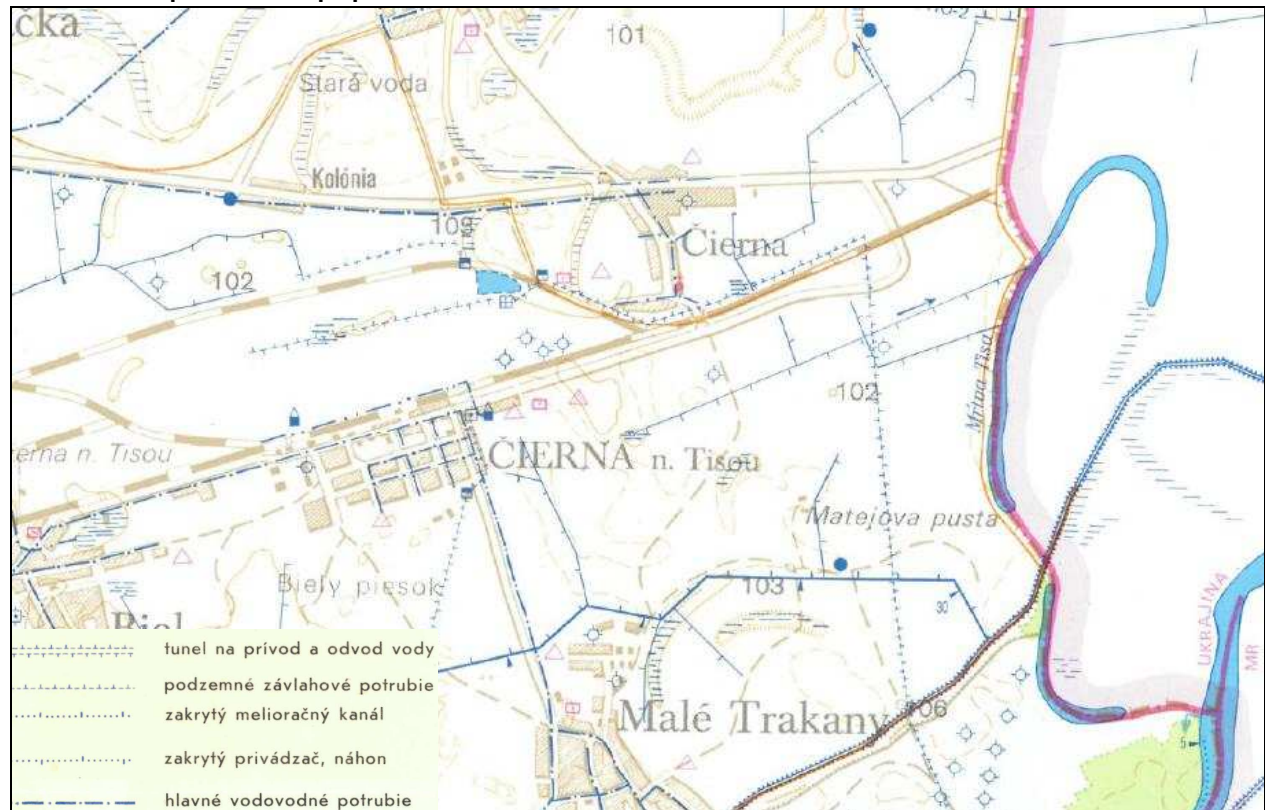 101
Stará voda
Kolónia
109
Čierna
102
Mŕtva Tisa
102
n. Tisou
ČIERNA n. Tisou
Matejova pusta
Biely piesok
103
30
UKRAJINA
MR
Malé Trakany
106
5
tunel na prívod a odvod vody
podzemné závlahové potrubie
zakrytý melioračný kanál
zakrytý privádzač, náhon
hlavné vodovodné potrubie